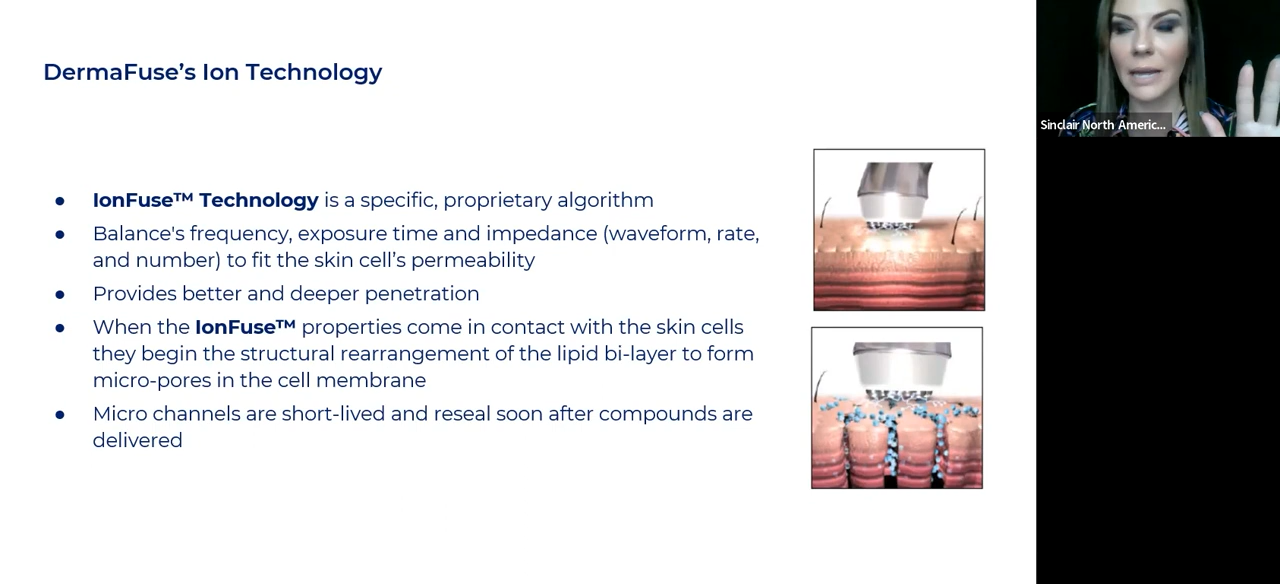 DermaFuse’s Ion Technology
Sinclair North Americ...
● IonFuse™ Technology is a specific, proprietary algorithm
● Balance's frequency, exposure time and impedance (waveform, rate,
and number) to fit the skin cell’s permeability
● Provides better and deeper penetration
● When the IonFuse™ properties come in contact with the skin cells
they begin the structural rearrangement of the lipid bi-layer to form
micro-pores in the cell membrane
● Micro channels are short-lived and reseal soon after compounds are
delivered